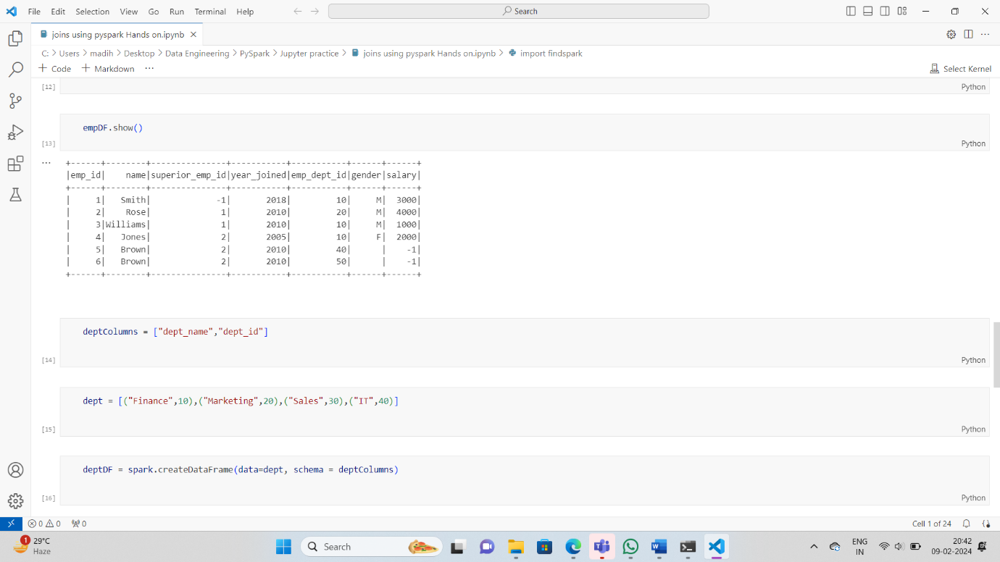 File Edit Selection View Go Run Terminal Help
Search
joins using pyspark Hands on.ipynb
C: > Users > madih > Desktop > Data Engineering > PySpark > Jupyter practice > joins using pyspark Hands on.ipynb > import findspark
+ Code + Markdown ···
Select Kernel
[12]
Python
empDF.show()
[13]
Python
+------+--------+---------------+-----------+-----------+------+------+
|emp_id|    name|superior_emp_id|year_joined|emp_dept_id|gender|salary|
+------+--------+---------------+-----------+-----------+------+------+
|     1|   Smith|             -1|       2018|         10|     M|  3000|
|     2|    Rose|              1|       2010|         20|     M|  4000|
|     3|Williams|              1|       2010|         10|     M|  1000|
|     4|   Jones|              2|       2005|         10|     F|  2000|
|     5|   Brown|              2|       2010|         40|      |    -1|
|     6|   Brown|              2|       2010|         50|      |    -1|
+------+--------+---------------+-----------+-----------+------+------+
deptColumns = ["dept_name","dept_id"]
[14]
Python
dept = [("Finance",10),("Marketing",20),("Sales",30),("IT",40)]
[15]
Python
deptDF = spark.createDataFrame(data=dept, schema = deptColumns)
[16]
Python
0 0 0
Cell 1 of 24
1
29°C
Haze
Search
ENG
IN
20:42
09-02-2024